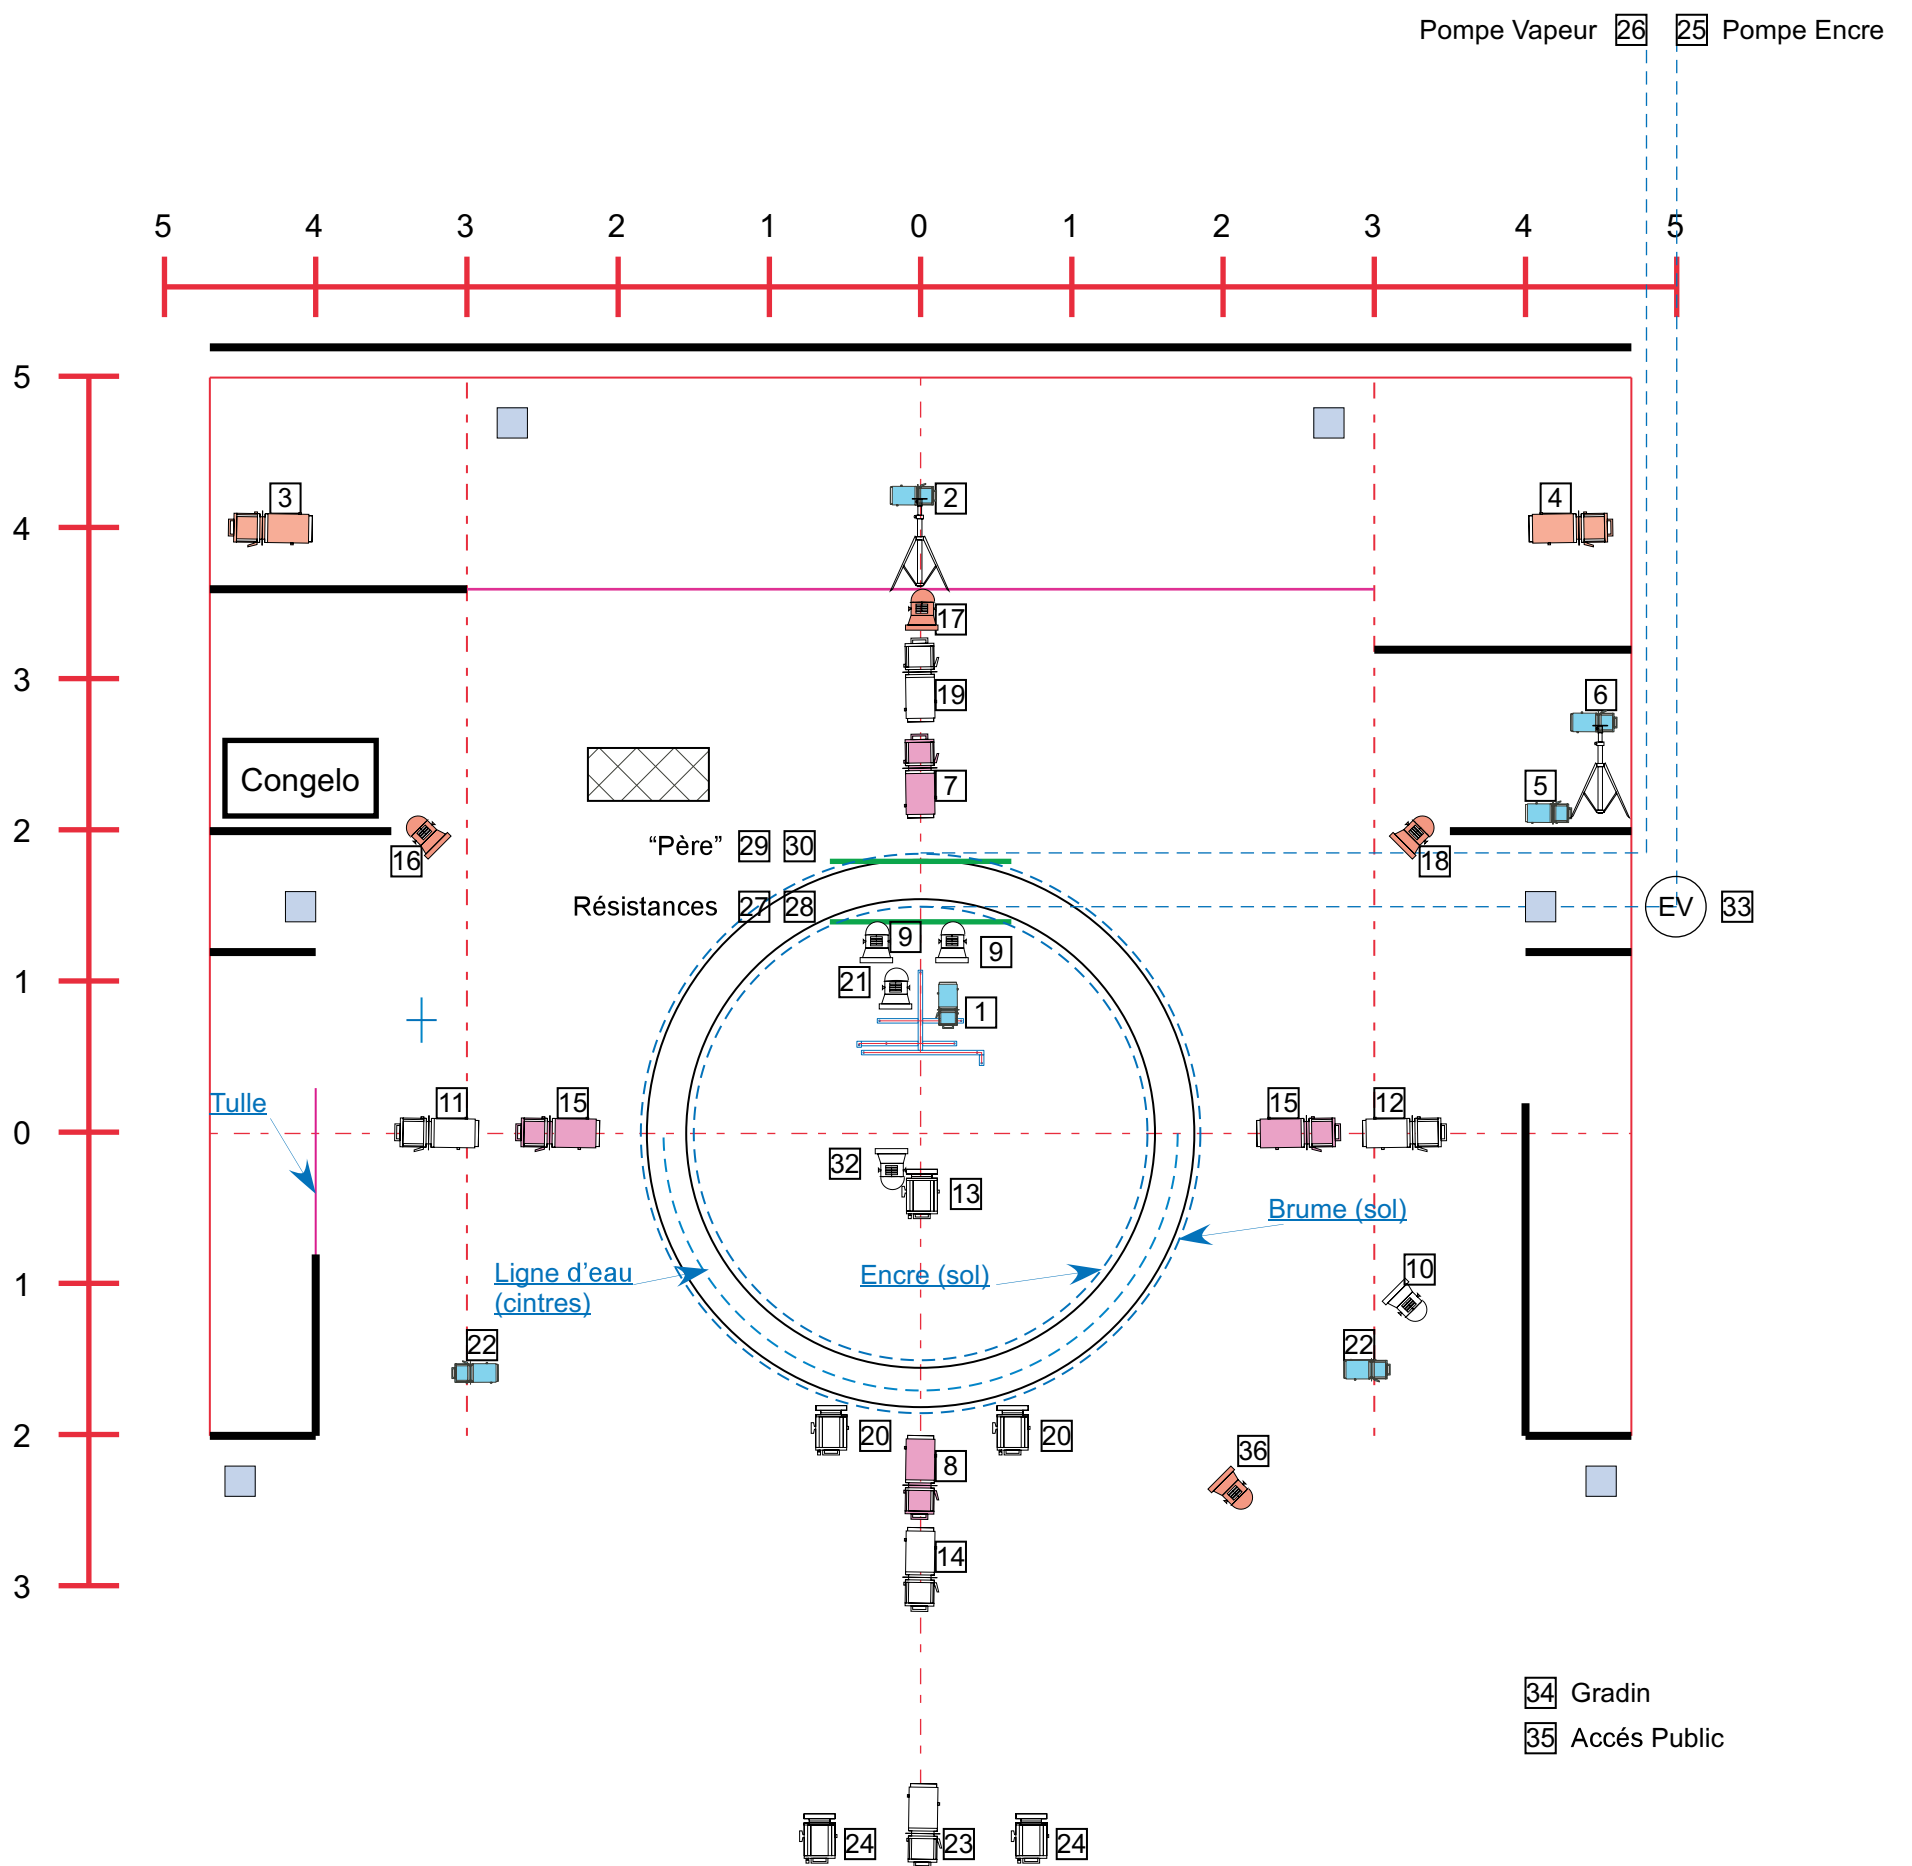 Pompe Vapeur 26 25 Pompe Encre
5 4 3 2 1 0 1 2 3 4 5
5
3 2 4
4
17
3 19 6
Congelo 7 5
2 “Père” 29 30
16 18
Résistances 27 28 EV 33
9 9
1 21 1
Tulle 11 15 15 12
0
32 13
Brume (sol)
Ligne d’eau Encre (sol) 10
(cintres)
1
22 22
2 20 20 36
8
14
3
34 Gradin
35 Accés Public
24 23 24